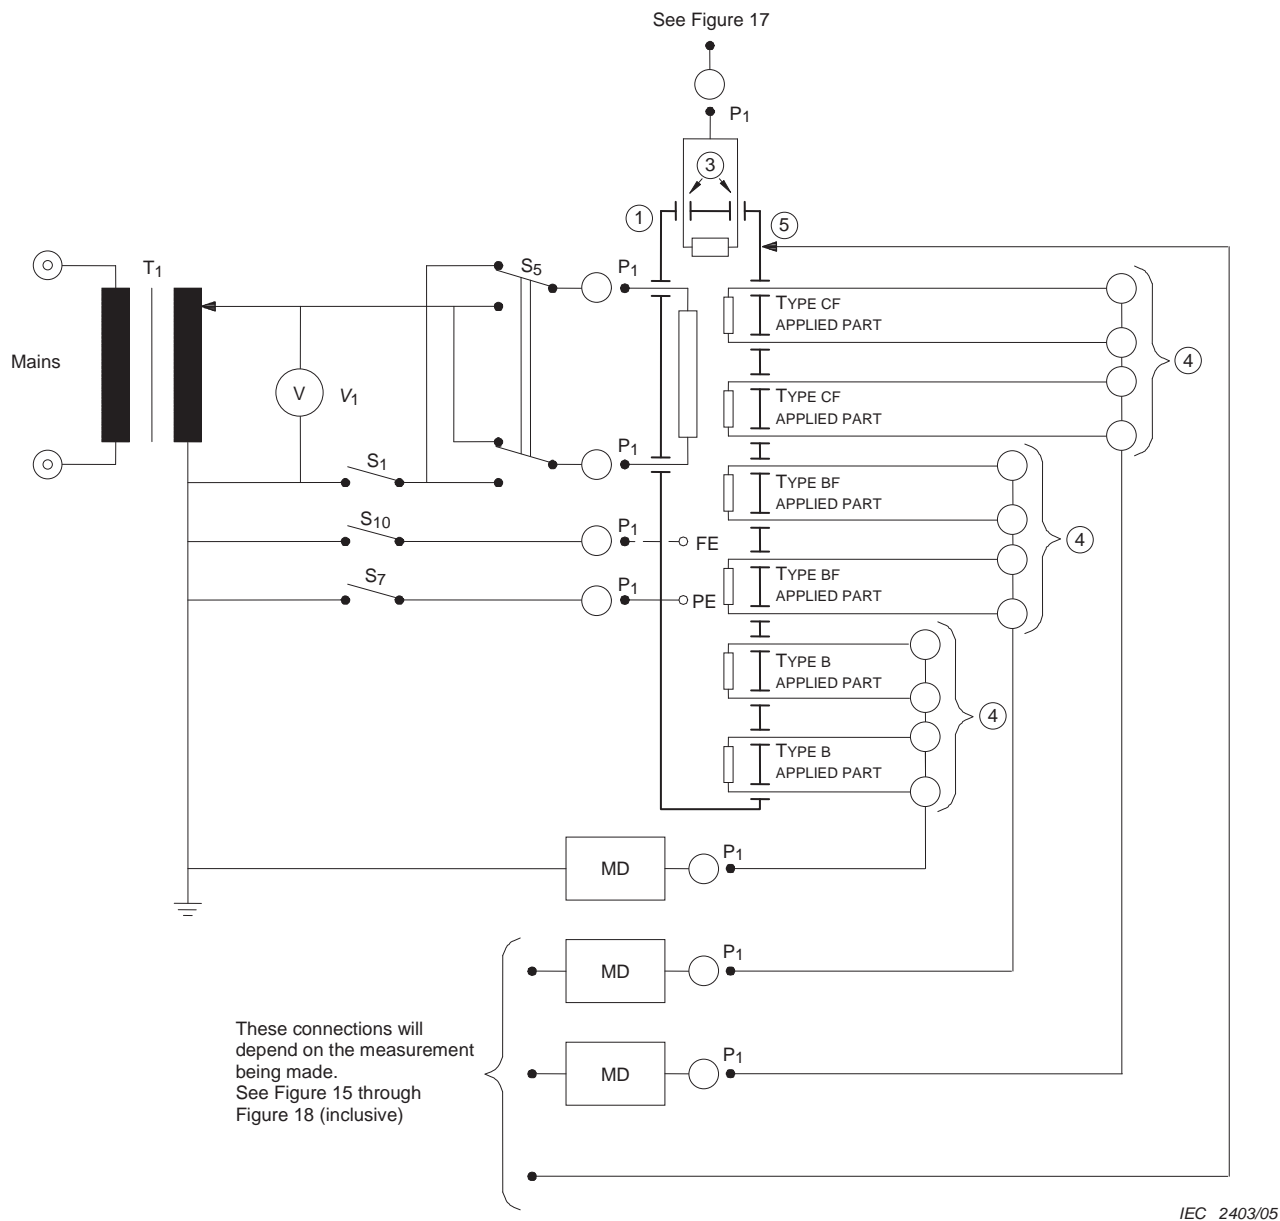 See Figure 17
P1
3
1
5
T1
S5
P1
Mains
V
V1
TYPE CF
APPLIED PART
4
TYPE CF
APPLIED PART
S1
P1
TYPE BF
APPLIED PART
S10
P1
FE
4
S7
P1
PE
TYPE BF
APPLIED PART
TYPE B
APPLIED PART
4
TYPE B
APPLIED PART
MD
P1
MD
P1
These connections will
depend on the measurement
being made.
See Figure 15 through
Figure 18 (inclusive)
MD
P1
IEC 2403/05